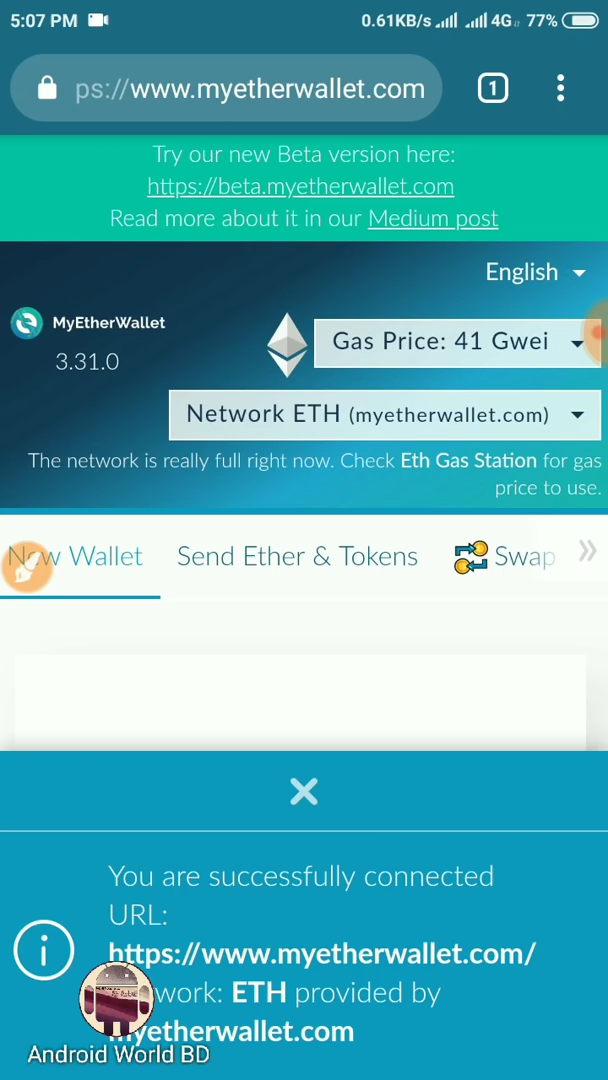 5:07 PM 0.61KB/s 4G 77%
ps://www.myetherwallet.com 1
Try our new Beta version here:
https://beta.myetherwallet.com
Read more about it in our Medium post
English
MyEtherWallet
3.31.0
Gas Price: 41 Gwei
Network ETH (myetherwallet.com)
The network is really full right now. Check Eth Gas Station for gas
price to use.
New Wallet Send Ether & Tokens Swap »
You are successfully connected
URL:
https://www.myetherwallet.com/
work: ETH provided by
myetherwallet.com
Android World BD